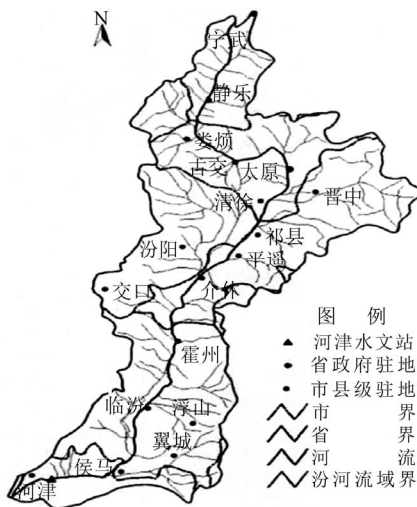 N
宁武
静乐
娄烦
古交
太原
晋中
清徐
祁县
汾阳
平遥
交口
介休
霍州
临汾
浮山
翼城
侯马
河津
图 例
河津水文站
省政府驻地
市县级驻地
市 界
省 界
河 流
汾河流域界